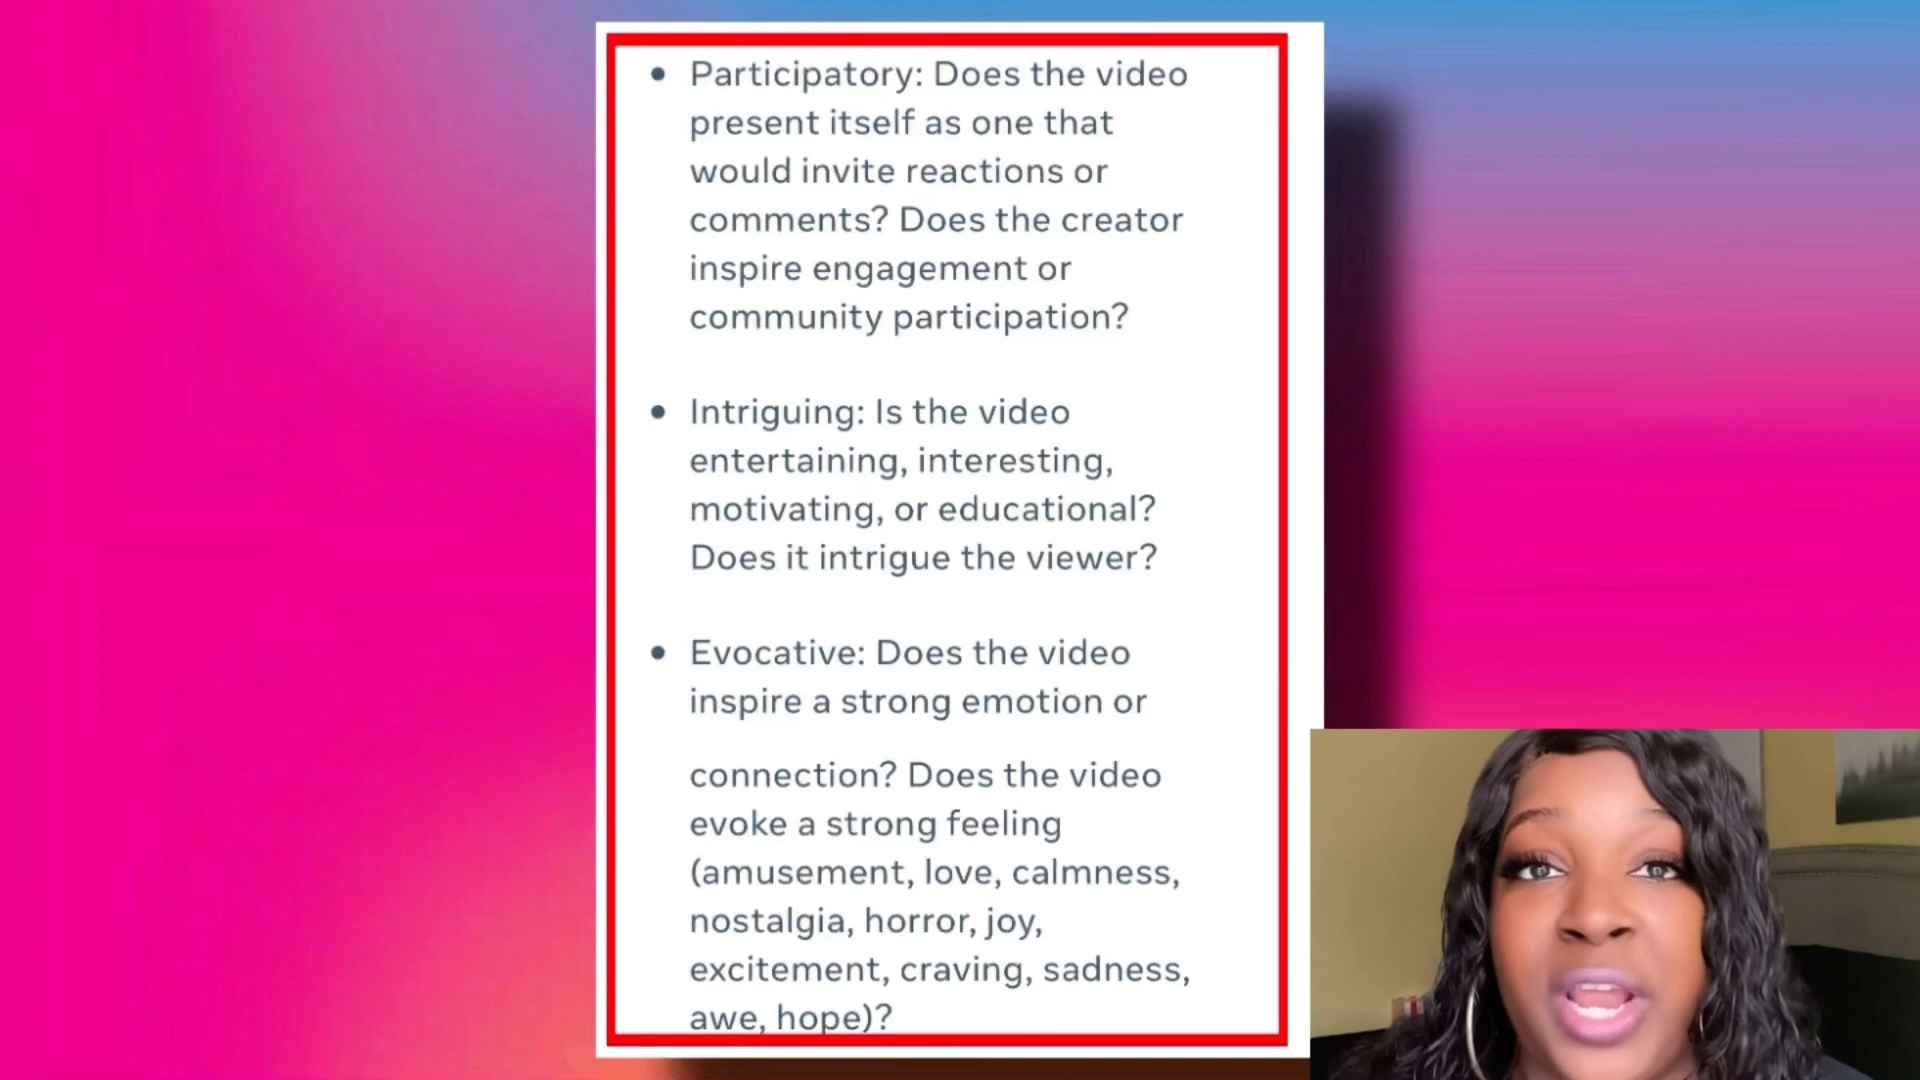 • Participatory: Does the video
present itself as one that
would invite reactions or
comments? Does the creator
inspire engagement or
community participation?
• Intriguing: Is the video
entertaining, interesting,
motivating, or educational?
Does it intrigue the viewer?
• Evocative: Does the video
inspire a strong emotion or
connection? Does the video
evoke a strong feeling
(amusement, love, calmness,
nostalgia, horror, joy,
excitement, craving, sadness,
awe, hope)?